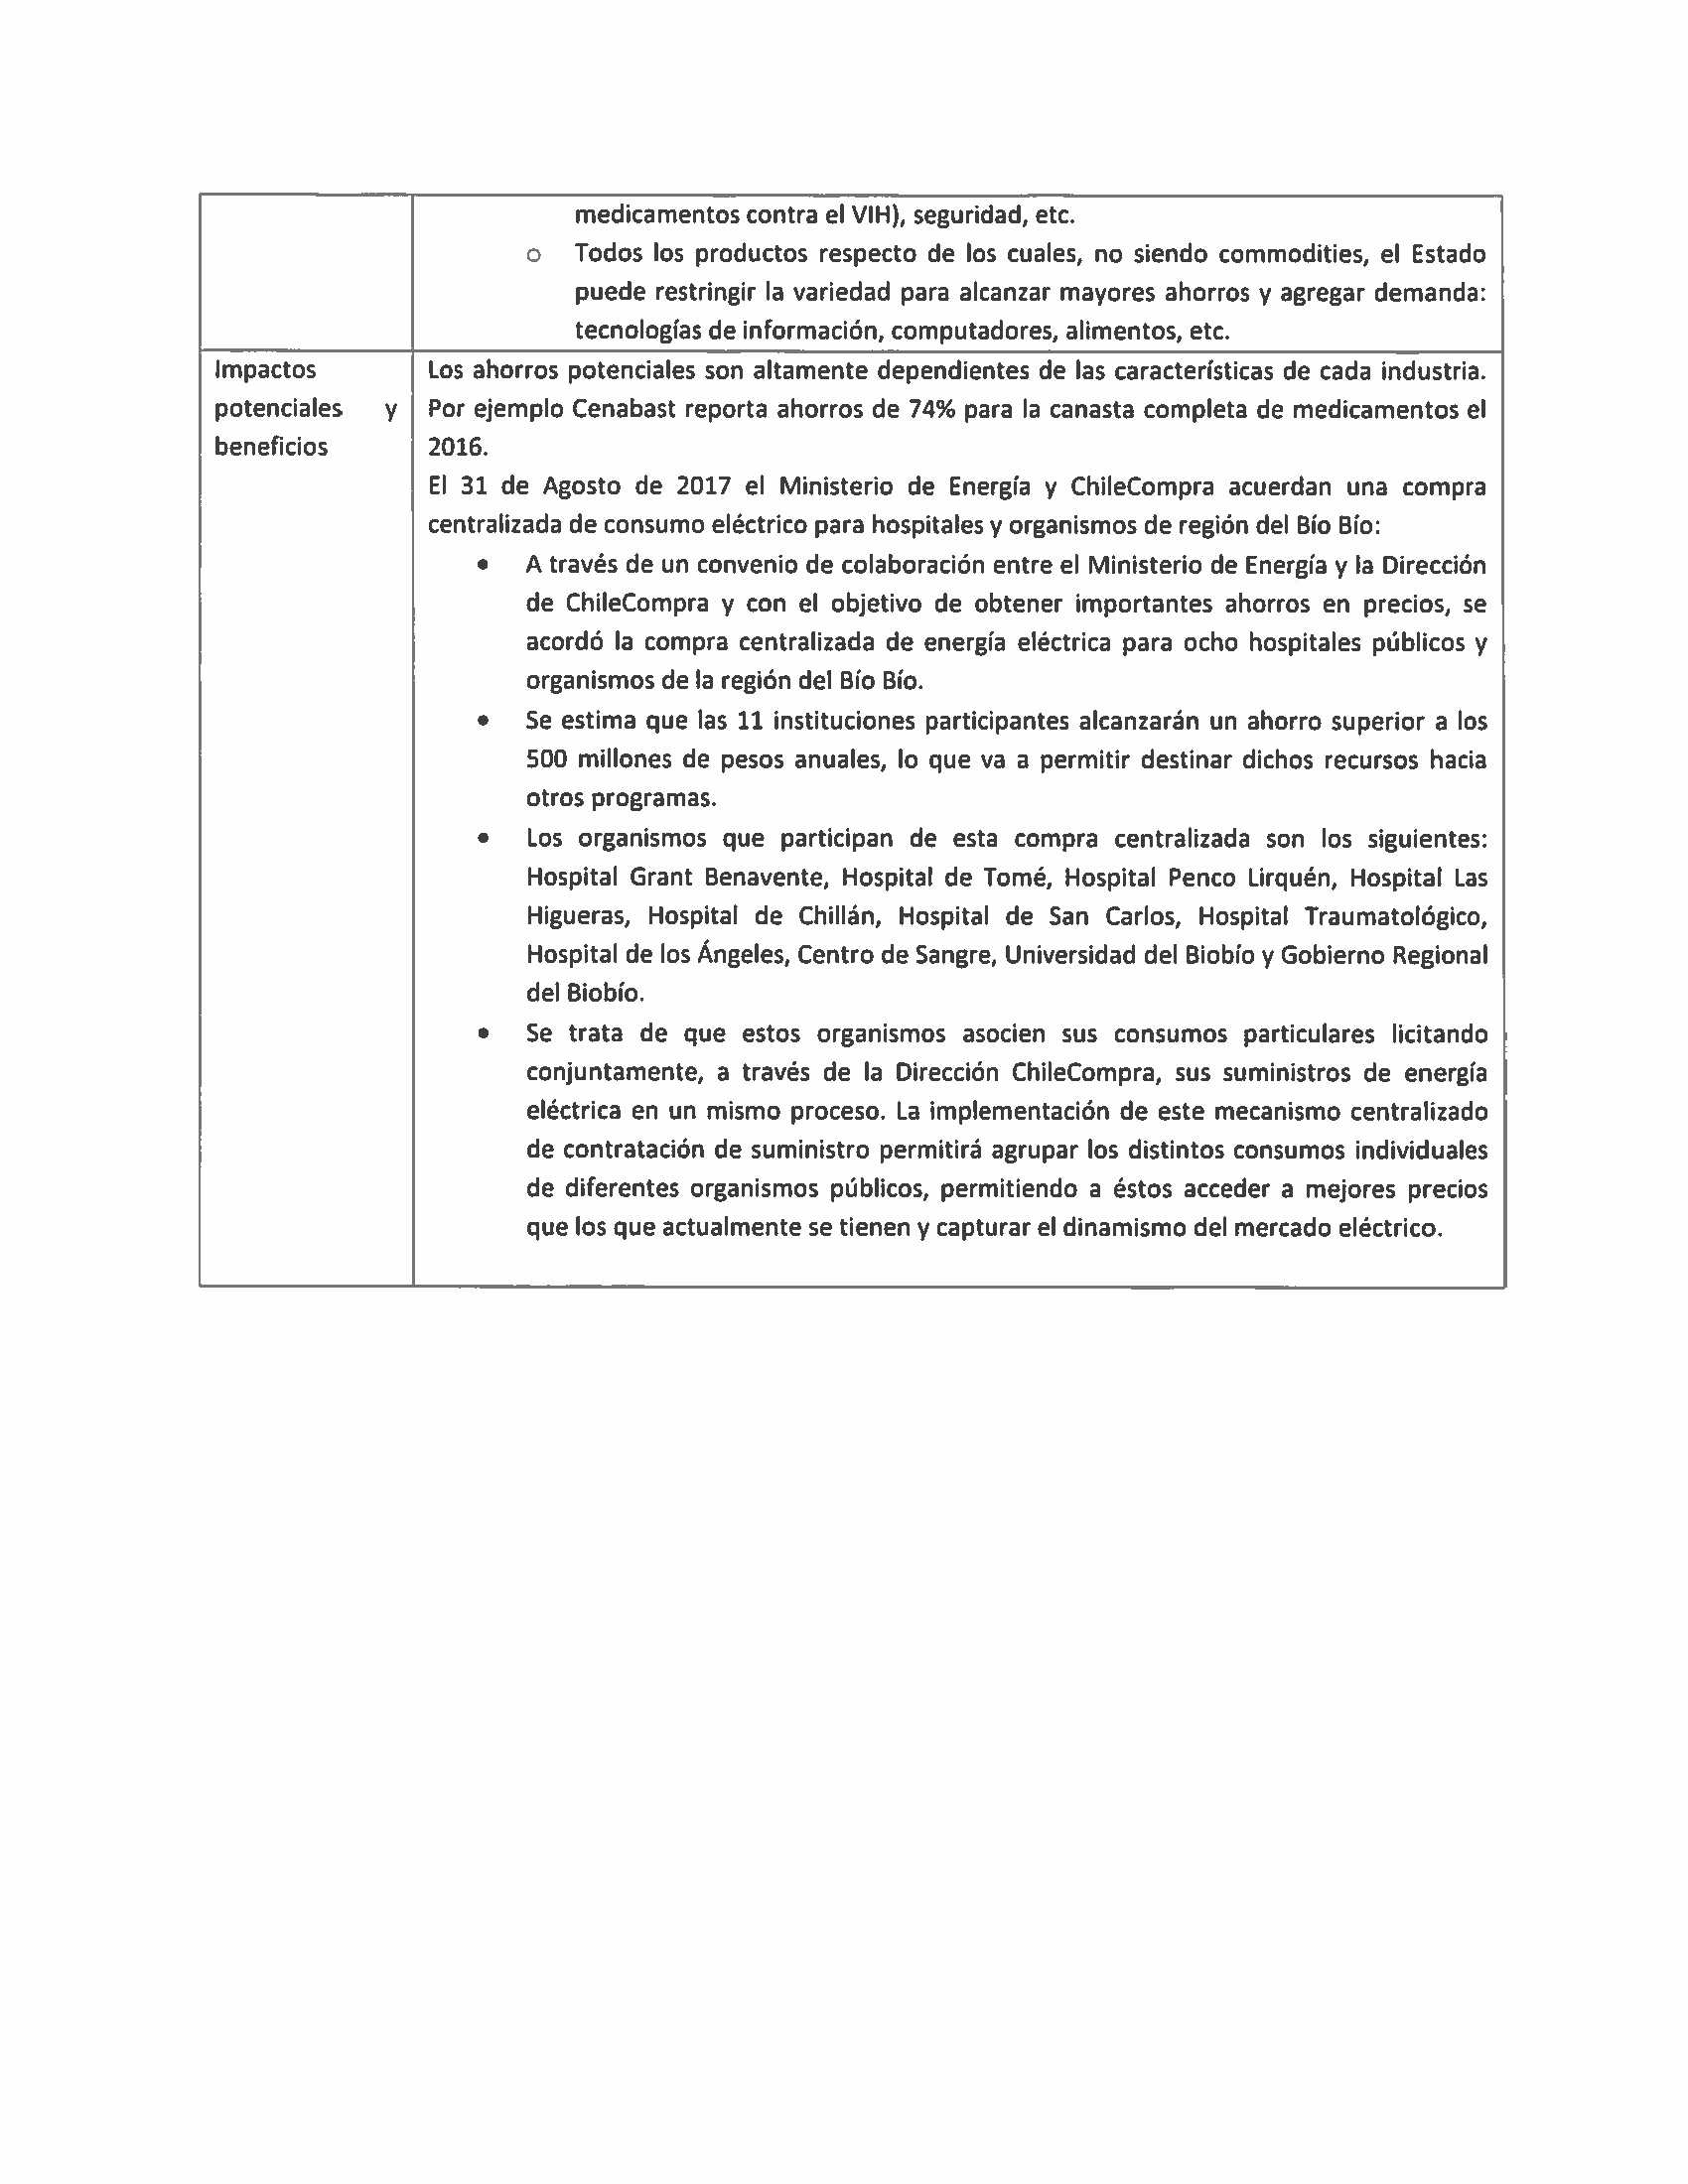 medicamentos contra el VIH), seguridad, etc.
o Todos los productos respecto de los cuales, no siendo commodities, el Estado
puede restringir la variedad para alcanzar mayores ahorros y agregar demanda:
tecnologías de información, computadores, alimentos, etc.
Impactos
potenciales y
beneficios
Los ahorros potenciales son altamente dependientes de las características de cada industria.
Por ejemplo Cenabast reporta ahorros de 74% para la canasta completa de medicamentos el
2016.
El 31 de Agosto de 2017 el Ministerio de Energía y ChileCompra acuerdan una compra
centralizada de consumo eléctrico para hospitales y organismos de región del Bío Bío:
• A través de un convenio de colaboración entre el Ministerio de Energía y la Dirección
de ChileCompra y con el objetivo de obtener importantes ahorros en precios, se
acordó la compra centralizada de energía eléctrica para ocho hospitales públicos y
organismos de la región del Bío Bío.
• Se estima que las 11 instituciones participantes alcanzarán un ahorro superior a los
500 millones de pesos anuales, lo que va a permitir destinar dichos recursos hacia
otros programas.
• Los organismos que participan de esta compra centralizada son los siguientes:
Hospital Grant Benavente, Hospital de Tomé, Hospital Penco Lirquén, Hospital Las
Higueras, Hospital de Chillán, Hospital de San Carlos, Hospital Traumatológico,
Hospital de los Ángeles, Centro de Sangre, Universidad del Biobío y Gobierno Regional
del Biobío.
• Se trata de que estos organismos asocien sus consumos particulares licitando
conjuntamente, a través de la Dirección ChileCompra, sus suministros de energía
eléctrica en un mismo proceso. La implementación de este mecanismo centralizado
de contratación de suministro permitirá agrupar los distintos consumos individuales
de diferentes organismos públicos, permitiendo a éstos acceder a mejores precios
que los que actualmente se tienen y capturar el dinamismo del mercado eléctrico.